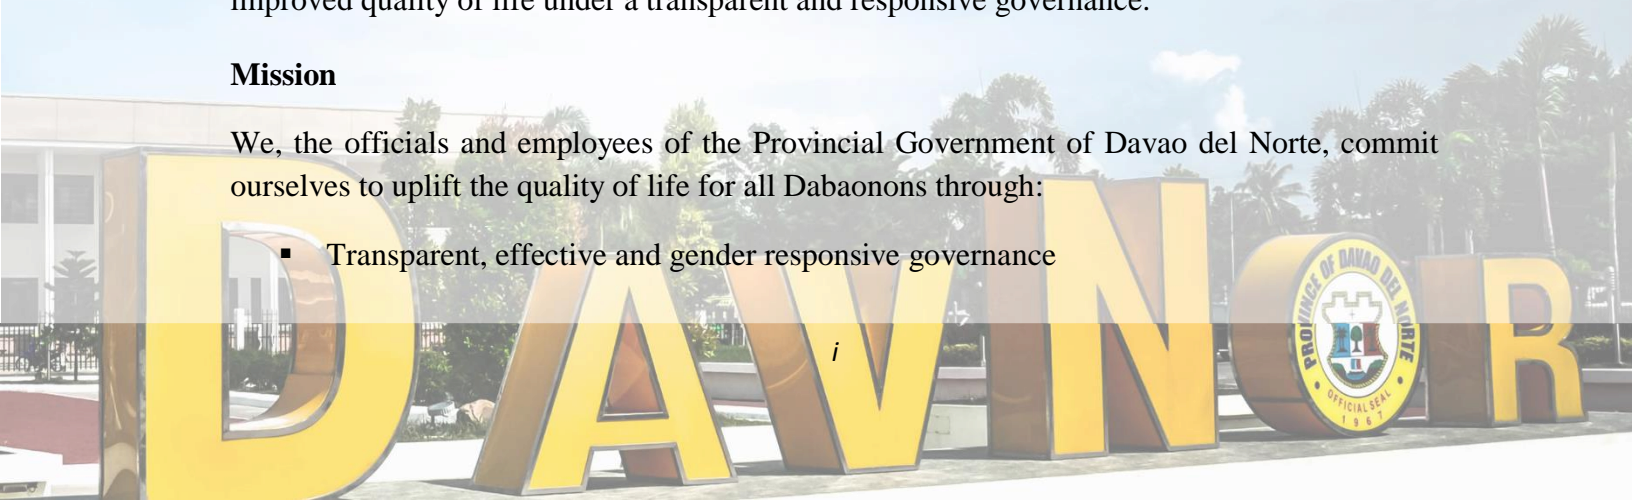 improved quality of life under a transparent and responsive governance.
Mission
We, the officials and employees of the Provincial Government of Davao del Norte, commit
ourselves to uplift the quality of life for all Dabaonons through:
▪ Transparent, effective and gender responsive governance
i
DAVNOR
PROVINCE OF DAVAO DEL NORTE
OFFICIAL SEAL
1967